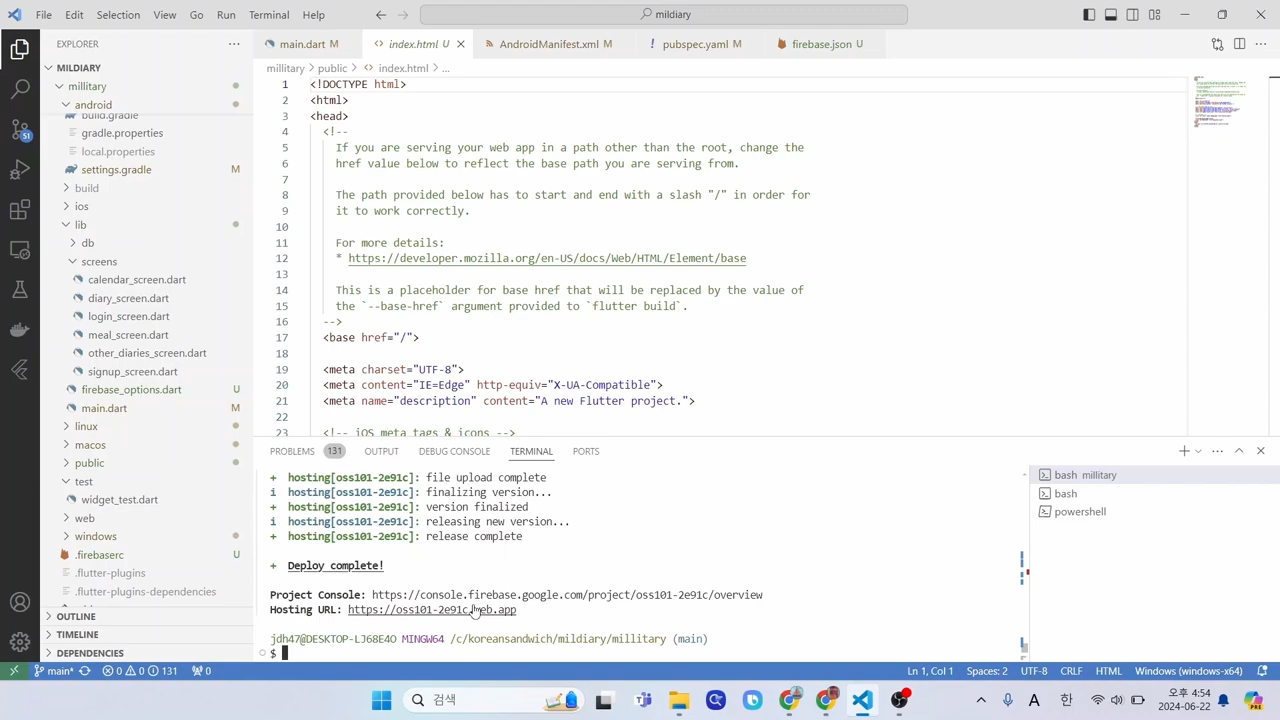 File Edit Selection View Go Run Terminal Help
mildiary
EXPLORER
MILDIARY
millitary
android
build.gradle
gradle.properties
local.properties
settings.gradle M
build
ios
lib
db
screens
calendar_screen.dart
diary_screen.dart
login_screen.dart
meal_screen.dart
other_diaries_screen.dart
signup_screen.dart
firebase_options.dart U
main.dart M
linux
macos
public
test
widget_test.dart
web
windows
.firebaserc U
.flutter-plugins
.flutter-plugins-dependencies
OUTLINE
TIMELINE
DEPENDENCIES
51
main.dart M
index.html U
AndroidManifest.xml M
pubspec.yaml M
firebase.json U
millitary > public > index.html > ...
1 <!DOCTYPE html>
2 <html>
3 <head>
4 <!--
5 If you are serving your web app in a path other than the root, change the
6 href value below to reflect the base path you are serving from.
7
8 The path provided below has to start and end with a slash "/" in order for
9 it to work correctly.
10
11 For more details:
12 * https://developer.mozilla.org/en-US/docs/Web/HTML/Element/base
13
14 This is a placeholder for base href that will be replaced by the value of
15 the `--base-href` argument provided to `flutter build`.
16 -->
17 <base href="/">
18
19 <meta charset="UTF-8">
20 <meta content="IE=Edge" http-equiv="X-UA-Compatible">
21 <meta name="description" content="A new Flutter project.">
22
23 <!-- iOS meta tags & icons -->
PROBLEMS 131 OUTPUT DEBUG CONSOLE TERMINAL PORTS
+ hosting[oss101-2e91c]: file upload complete
i hosting[oss101-2e91c]: finalizing version...
+ hosting[oss101-2e91c]: version finalized
i hosting[oss101-2e91c]: releasing new version...
+ hosting[oss101-2e91c]: release complete
+ Deploy complete!
Project Console: https://console.firebase.google.com/project/oss101-2e91c/overview
Hosting URL: https://oss101-2e91c.web.app
jdh47@DESKTOP-LJ68E4O MINGW64 /c/koreansandwich/mildiary/millitary (main)
$
bash millitary
bash
powershell
main* 0 0 131 0
Ln 1, Col 1 Spaces: 2 UTF-8 CRLF HTML Windows (windows-x64)
검색
A 한
오후 4:54
2024-06-22